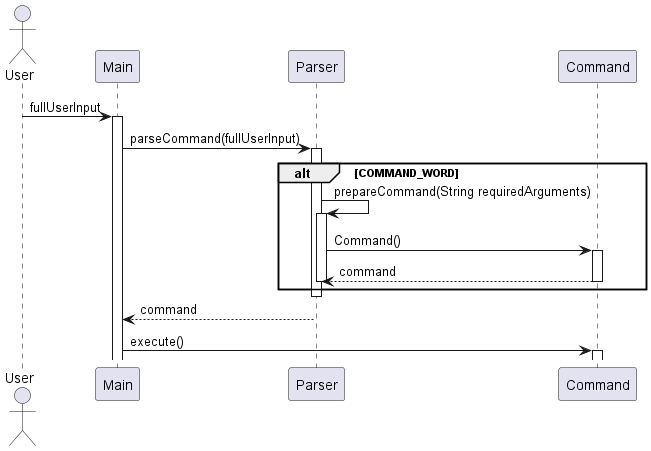 User
Main
Parser
Command
fullUserInput
parseCommand(fullUserInput)
alt
[COMMAND_WORD]
prepareCommand(String requiredArguments)
Command()
command
command
execute()
User
Main
Parser
Command